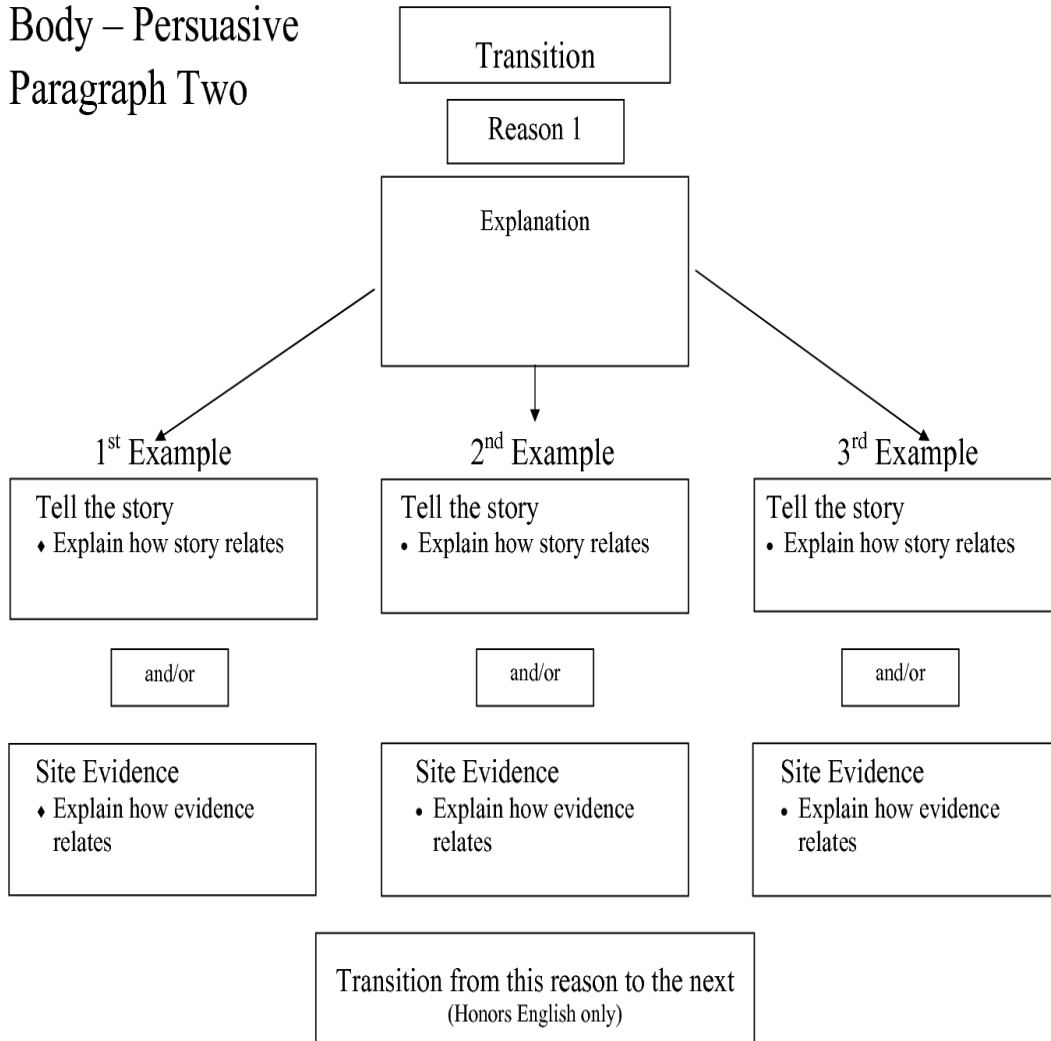 Body – Persuasive
Paragraph Two
Transition
Reason 1
Explanation
1st Example
Tell the story
♦ Explain how story relates
and/or
Site Evidence
♦ Explain how evidence
relates
2nd Example
Tell the story
• Explain how story relates
and/or
Site Evidence
• Explain how evidence
relates
3rd Example
Tell the story
• Explain how story relates
and/or
Site Evidence
• Explain how evidence
relates
Transition from this reason to the next
(Honors English only)